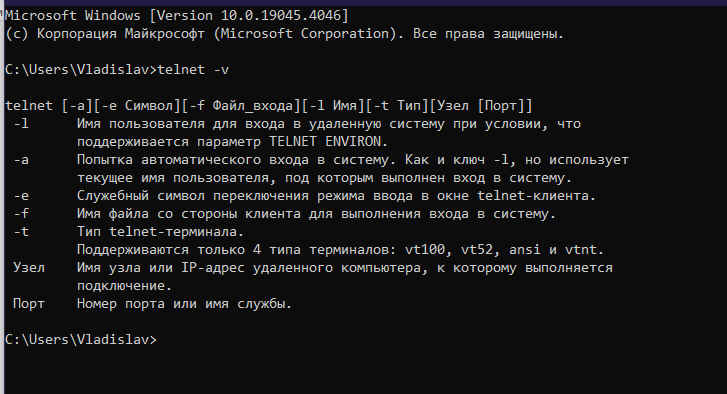 Microsoft Windows [Version 10.0.19045.4046]
(c) Корпорация Майкрософт (Microsoft Corporation). Все права защищены.
C:\Users\Vladislav>telnet -v
telnet [-a][-e Символ][-f Файл_входа][-l Имя][-t Тип][Узел [Порт]]
-l Имя пользователя для входа в удаленную систему при условии, что
поддерживается параметр TELNET ENVIRON.
-a Попытка автоматического входа в систему. Как и ключ -l, но использует
текущее имя пользователя, под которым выполнен вход в систему.
-e Служебный символ переключения режима ввода в окне telnet-клиента.
-f Имя файла со стороны клиента для выполнения входа в систему.
-t Тип telnet-терминала.
Поддерживаются только 4 типа терминалов: vt100, vt52, ansi и vtnt.
Узел Имя узла или IP-адрес удаленного компьютера, к которому выполняется
подключение.
Порт Номер порта или имя службы.
C:\Users\Vladislav>